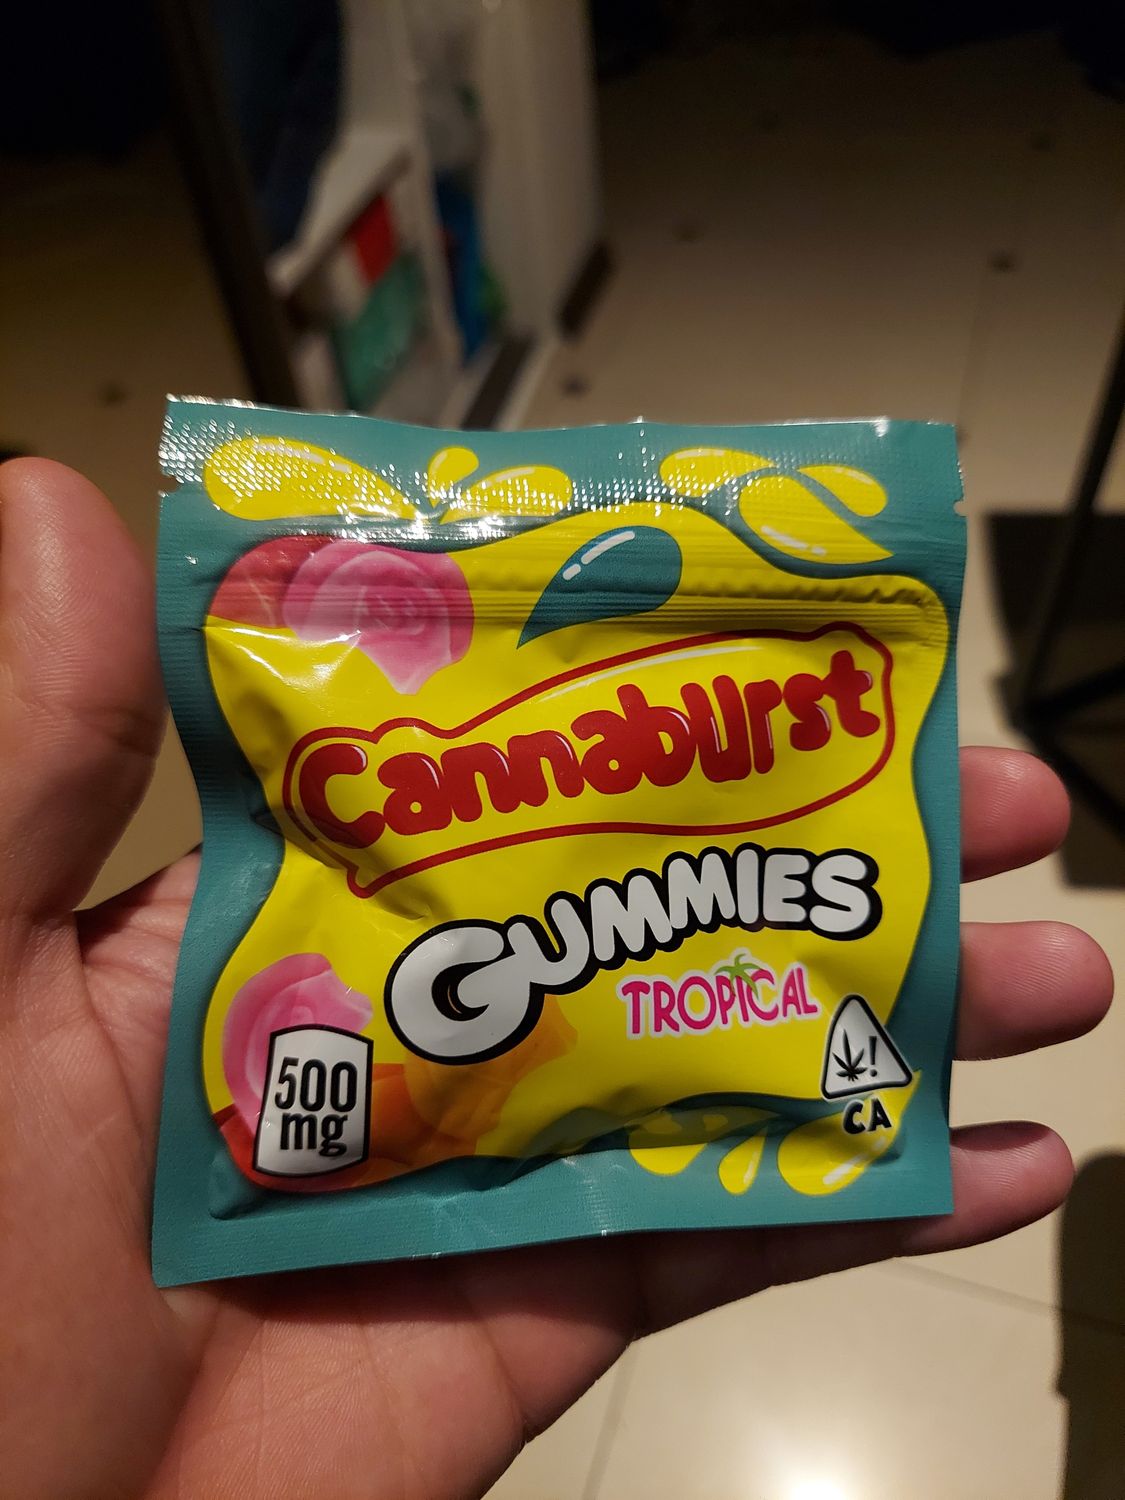 Cannaburst
GUMMIES
TROPICAL
500
mg
!
CA